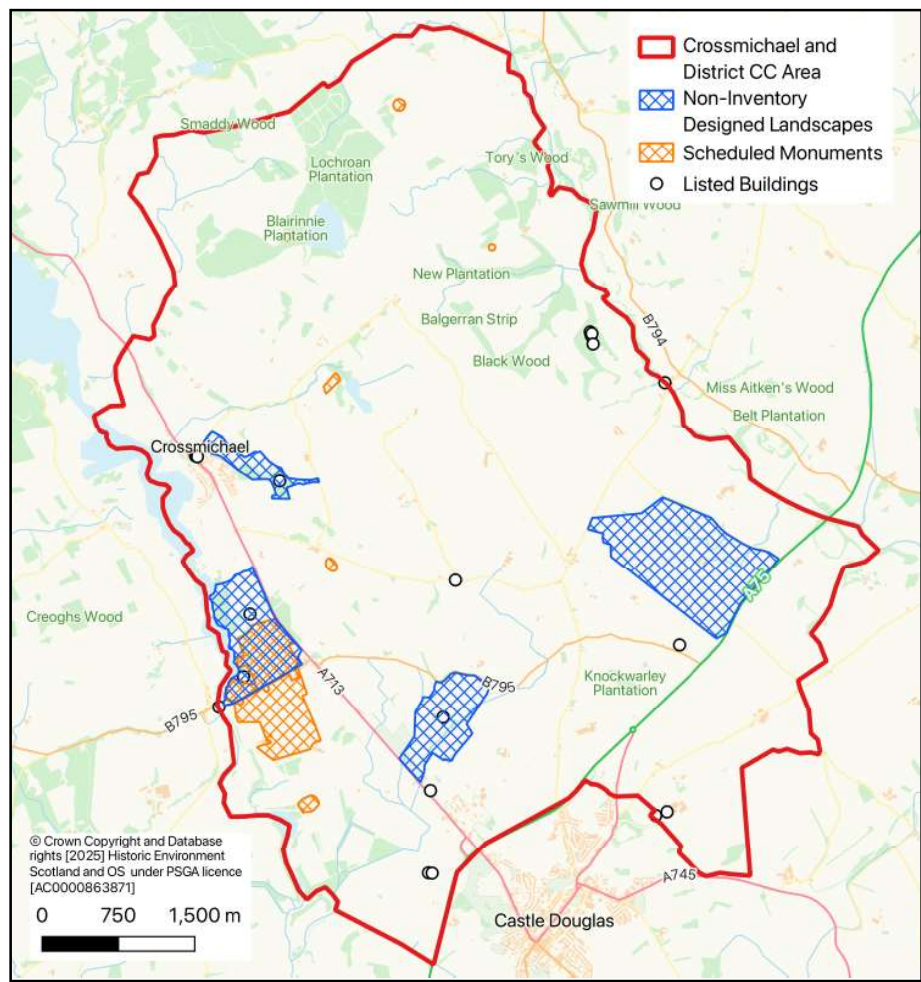 Crossmichael and
District CC Area
Non-Inventory
Designed Landscapes
Scheduled Monuments
Listed Buildings
Smaddy Wood
Lochroan
Plantation
Tory's Wood
Sawmill Wood
Blairinnie
Plantation
New Plantation
Balgerran Strip
B794
Black Wood
Miss Aitken's Wood
Belt Plantation
Crossmichael
A75
Creoghs Wood
A713
Knockwarley
Plantation
B795
B795
© Crown Copyright and Database
rights [2025] Historic Environment
Scotland and OS under PSGA licence
[AC0000863871]
0 750 1,500 m
A745
Castle Douglas